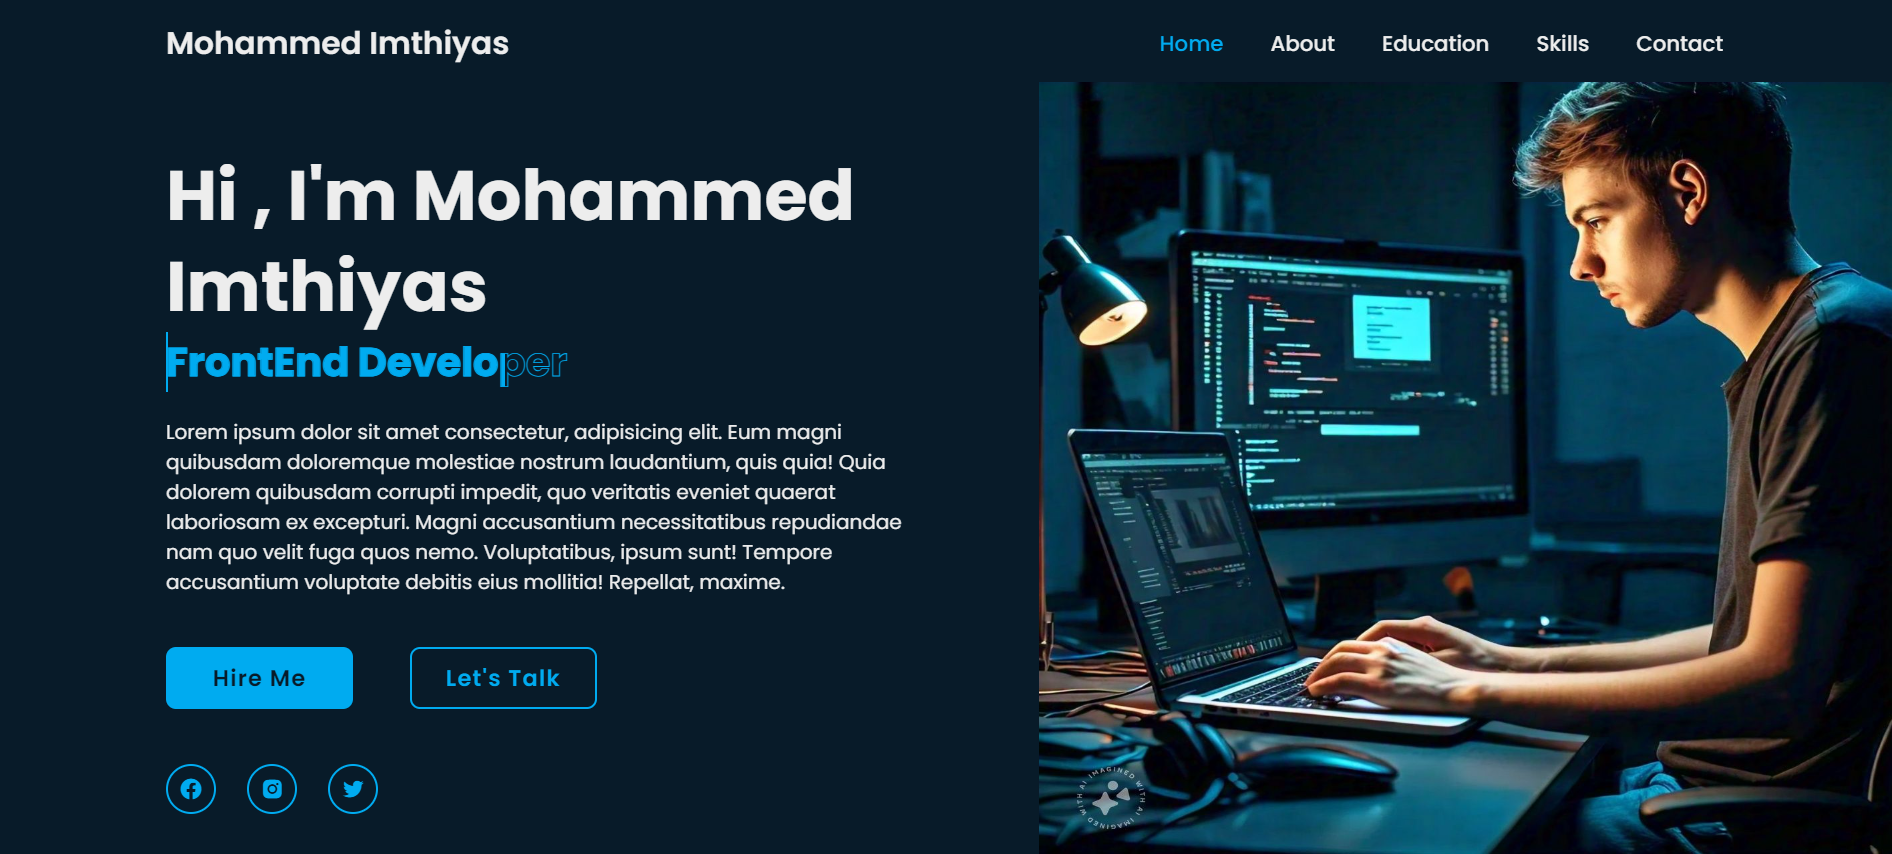 Mohammed Imthiyas
Home About Education Skills Contact
Hi , I'm Mohammed
Imthiyas
FrontEnd Developer
Lorem ipsum dolor sit amet consectetur, adipisicing elit. Eum magni
quibusdam doloremque molestiae nostrum laudantium, quis quia! Quia
dolorem quibusdam corrupti impedit, quo veritatis eveniet quaerat
laboriosam ex excepturi. Magni accusantium necessitatibus repudiandae
nam quo velit fuga quos nemo. Voluptatibus, ipsum sunt! Tempore
accusantium voluptate debitis eius mollitia! Repellat, maxime.
Hire Me Let's Talk
IMAGINED WITH AI IMAGINED WITH AI